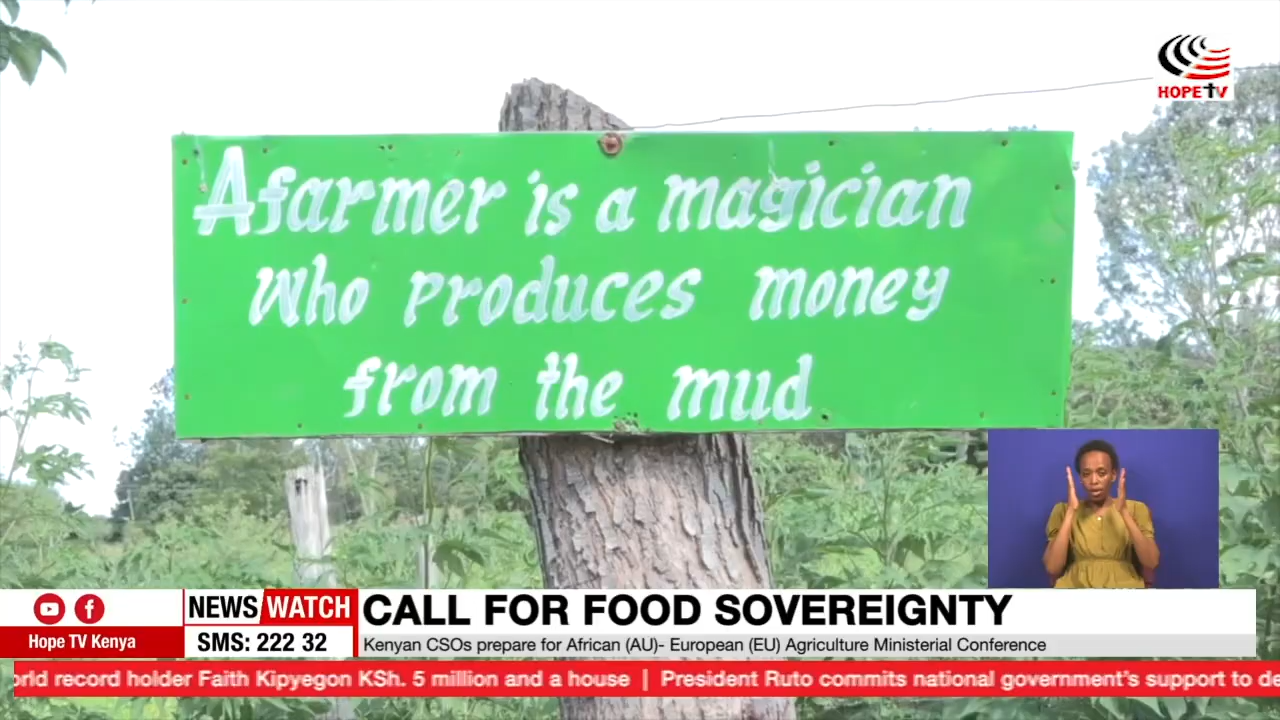 HOPE TV
A farmer is a magician
Who produces money
from the mud
NEWS WATCH
CALL FOR FOOD SOVEREIGNTY
Hope TV Kenya
SMS: 222 32
Kenyan CSOs prepare for African (AU)- European (EU) Agriculture Ministerial Conference
record holder Faith Kipyegon KSh. 5 million and a house | President Ruto commits national government's support to